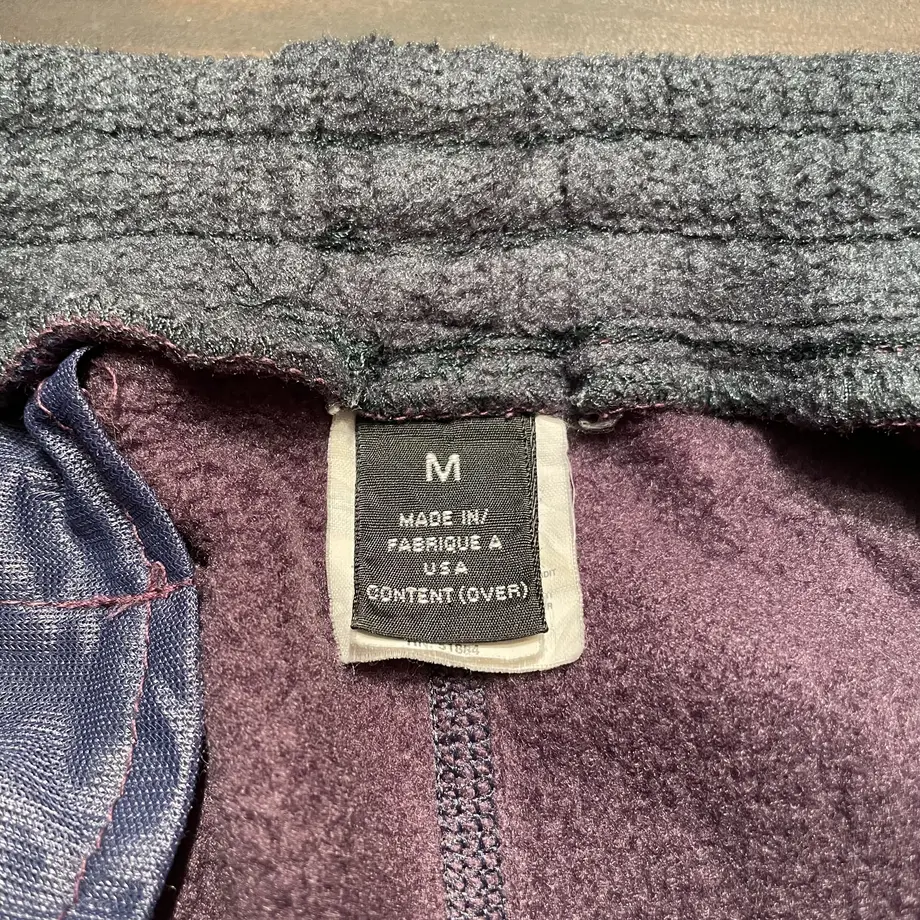 M
MADE IN/
FABRIQUE A
USA
CONTENT (OVER)